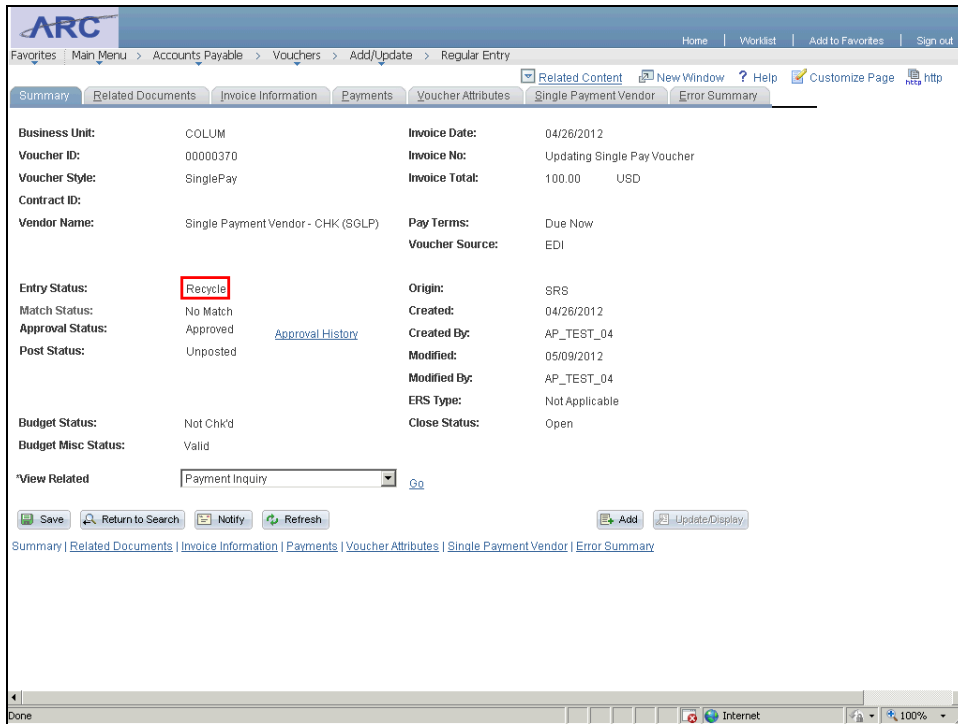 ARC
Home | Worklist | Add to Favorites | Sign out
Favorites Main Menu > Accounts Payable > Vouchers > Add/Update > Regular Entry
Related Content New Window ? Help Customize Page http
Summary Related Documents Invoice Information Payments Voucher Attributes Single Payment Vendor Error Summary
Business Unit: COLUM Invoice Date: 04/26/2012
Voucher ID: 00000370 Invoice No: Updating Single Pay Voucher
Voucher Style: SinglePay Invoice Total: 100.00 USD
Contract ID:
Vendor Name: Single Payment Vendor - CHK (SGLP) Pay Terms: Due Now
Voucher Source: EDI
Entry Status: Recycle Origin: SRS
Match Status: No Match Created: 04/26/2012
Approval Status: Approved Approval History Created By: AP_TEST_04
Post Status: Unposted Modified: 05/09/2012
Modified By: AP_TEST_04
ERS Type: Not Applicable
Budget Status: Not Chk'd Close Status: Open
Budget Misc Status: Valid
*View Related Payment Inquiry Go
Save Return to Search Notify Refresh Add Update/Display
Summary | Related Documents | Invoice Information | Payments | Voucher Attributes | Single Payment Vendor | Error Summary
Done Internet 100%